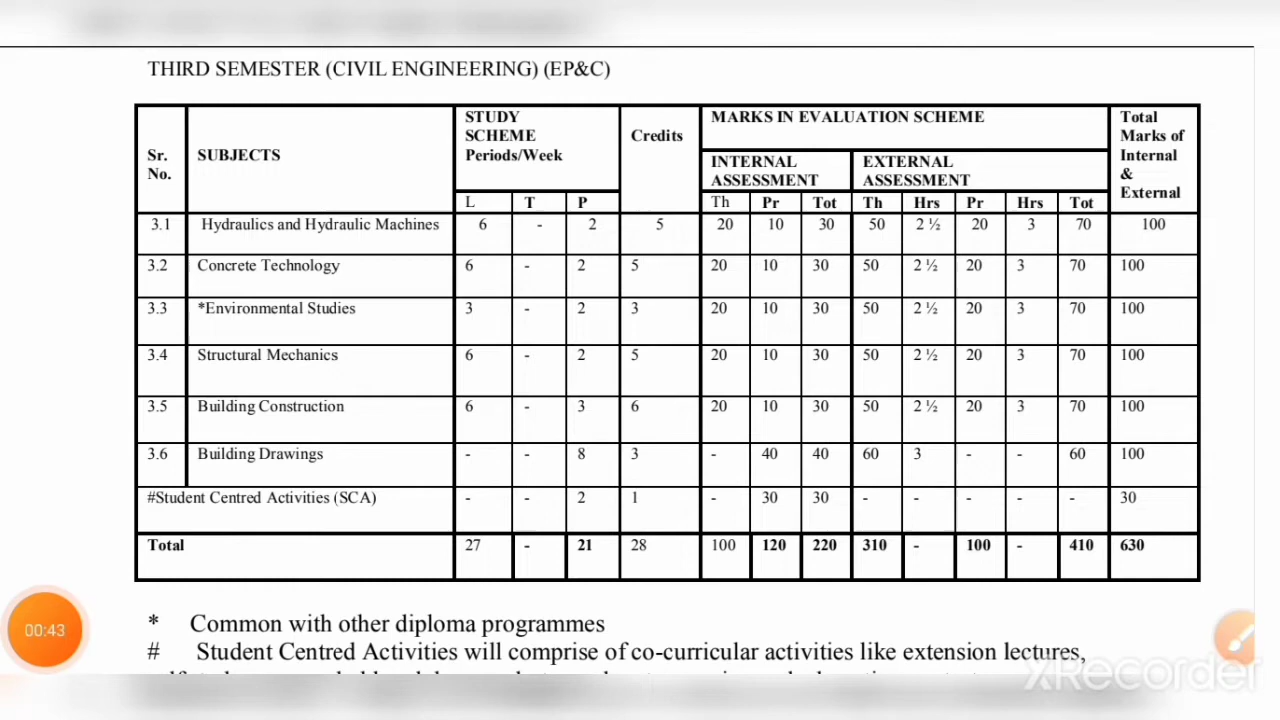 THIRD SEMESTER (CIVIL ENGINEERING) (EP&C)
Sr. No. SUBJECTS STUDY SCHEME Periods/Week Credits MARKS IN EVALUATION SCHEME Total Marks of Internal & External
INTERNAL ASSESSMENT EXTERNAL ASSESSMENT
L T P Th Pr Tot Th Hrs Pr Hrs Tot
3.1 Hydraulics and Hydraulic Machines 6 - 2 5 20 10 30 50 2 ½ 20 3 70 100
3.2 Concrete Technology 6 - 2 5 20 10 30 50 2 ½ 20 3 70 100
3.3 *Environmental Studies 3 - 2 3 20 10 30 50 2 ½ 20 3 70 100
3.4 Structural Mechanics 6 - 2 5 20 10 30 50 2 ½ 20 3 70 100
3.5 Building Construction 6 - 3 6 20 10 30 50 2 ½ 20 3 70 100
3.6 Building Drawings - - 8 3 - 40 40 60 3 - - 60 100
#Student Centred Activities (SCA) - - 2 1 - 30 30 - - - - - 30
Total 27 - 21 28 100 120 220 310 - 100 - 410 630
* Common with other diploma programmes
# Student Centred Activities will comprise of co-curricular activities like extension lectures,
00:43
XRecorder